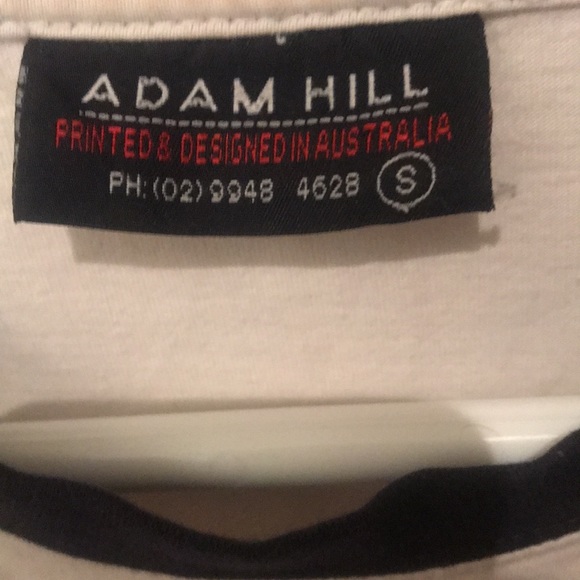 ADAM HILL
PRINTED & DESIGNED IN AUSTRALIA
PH: (02) 9948 4628 S